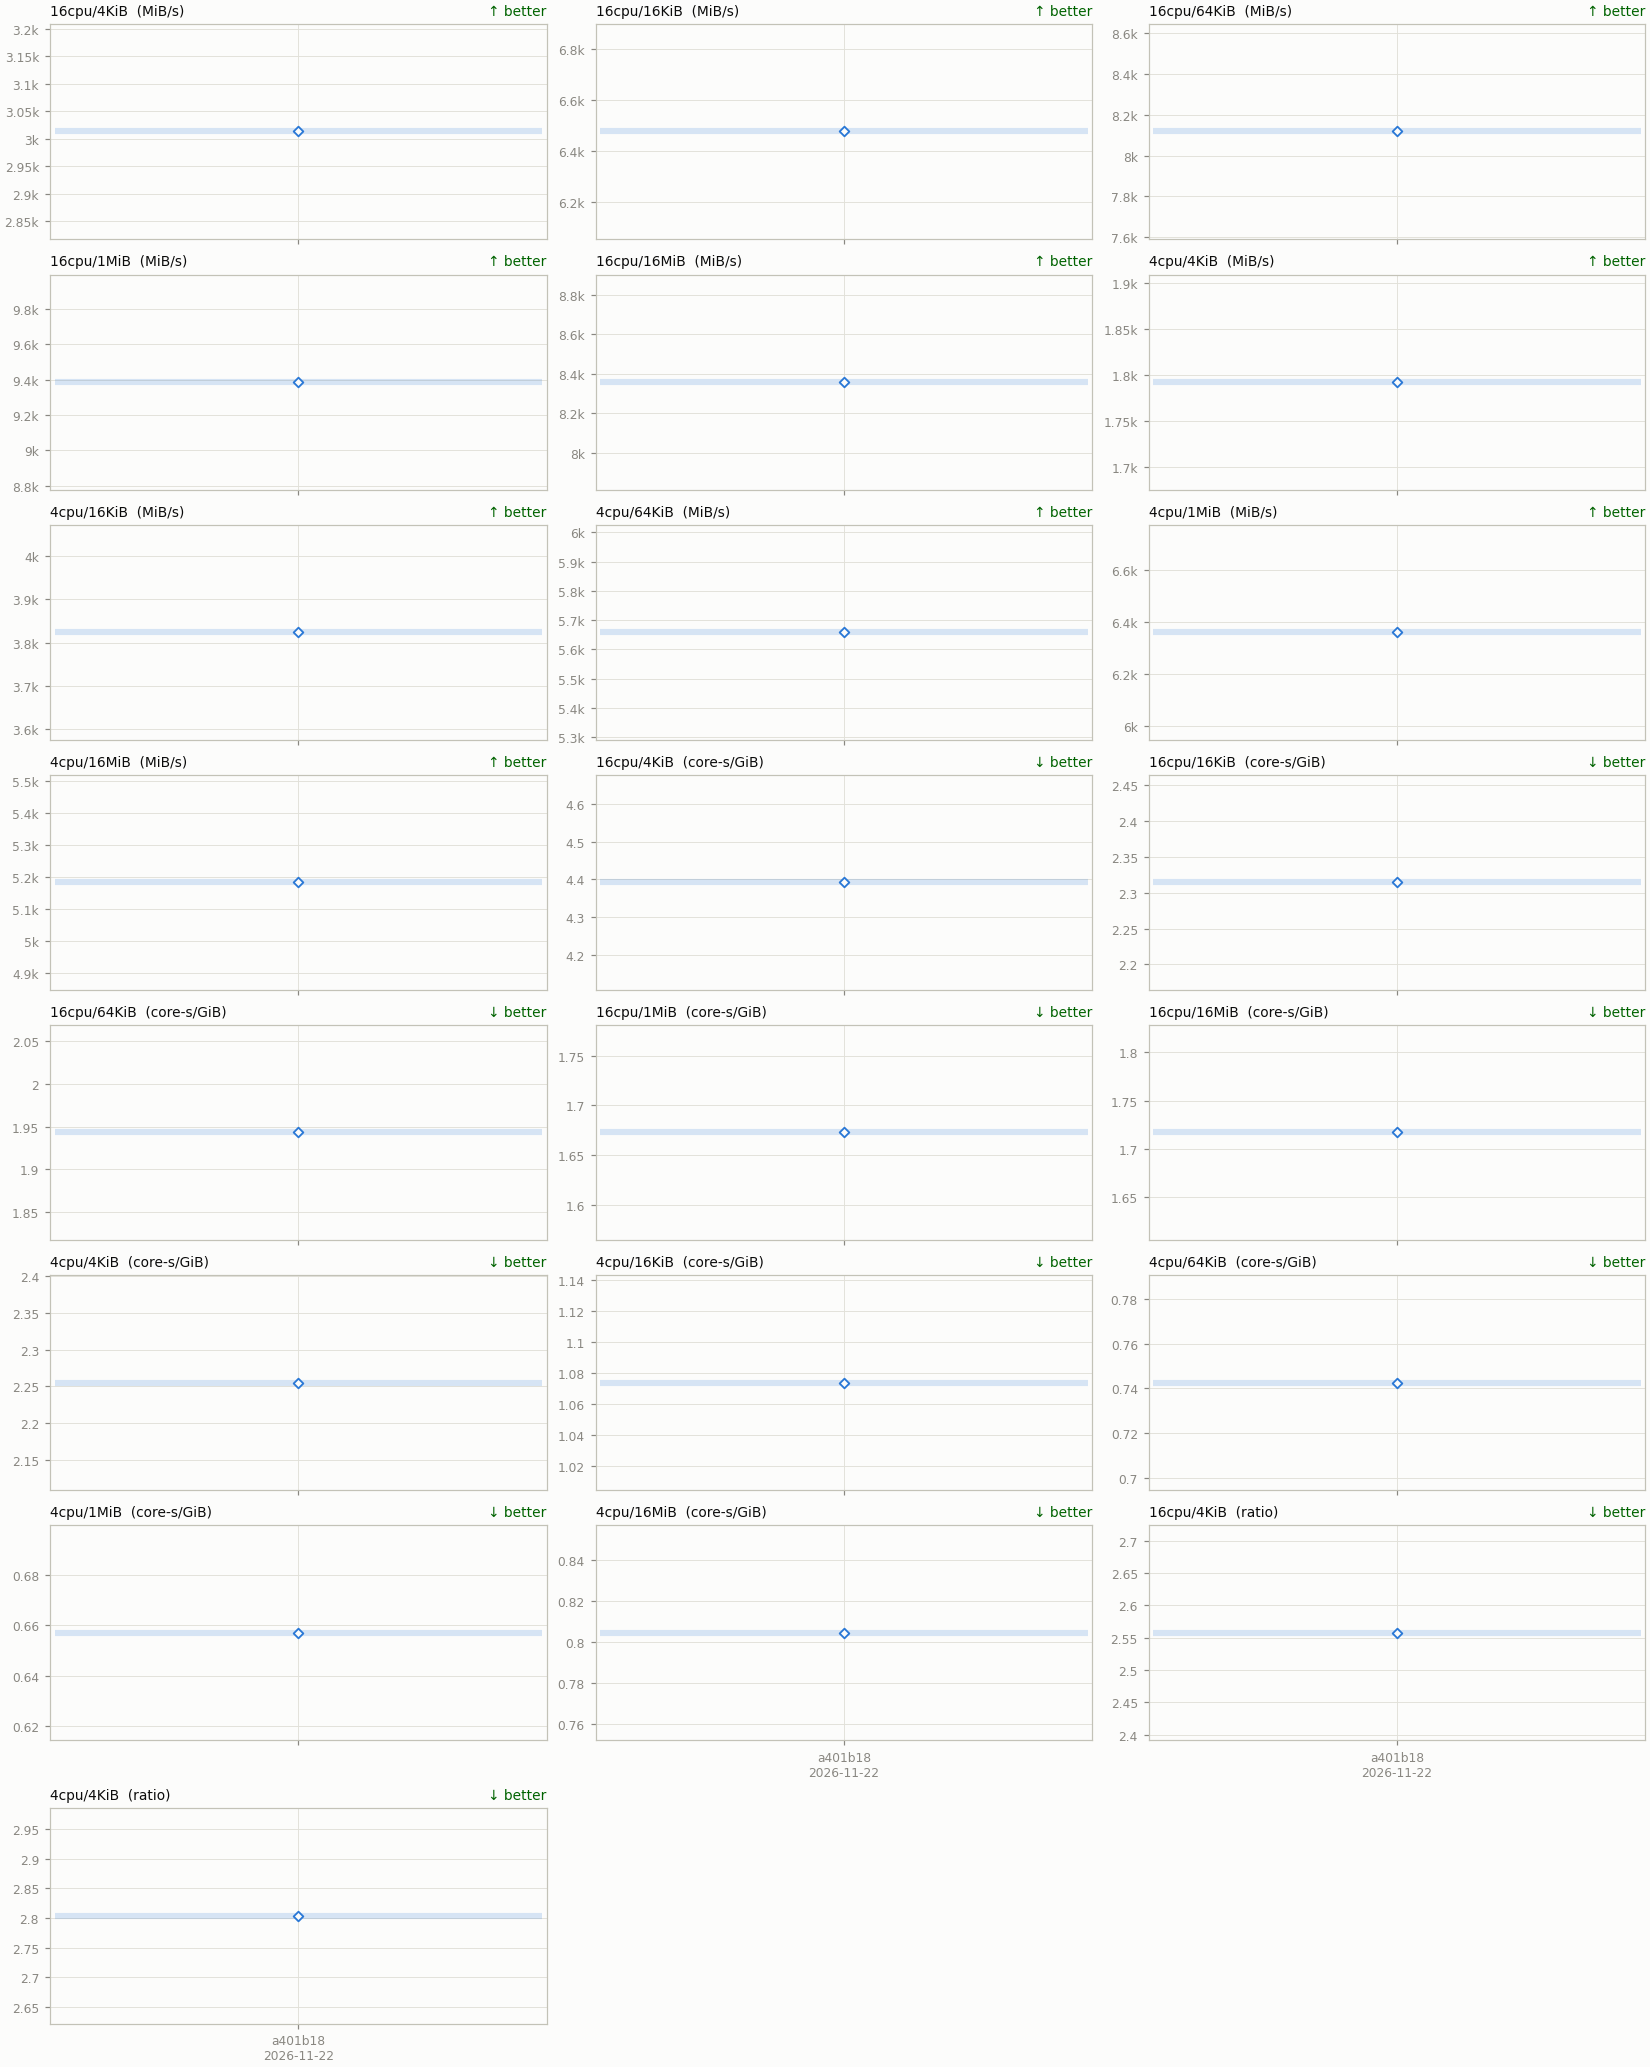 16cpu/4KiB (MiB/s) ↑ better
3.2k
3.15k
3.1k
3.05k
3k
2.95k
2.9k
2.85k
16cpu/16KiB (MiB/s) ↑ better
6.8k
6.6k
6.4k
6.2k
16cpu/64KiB (MiB/s) ↑ better
8.6k
8.4k
8.2k
8k
7.8k
7.6k
16cpu/1MiB (MiB/s) ↑ better
9.8k
9.6k
9.4k
9.2k
9k
8.8k
16cpu/16MiB (MiB/s) ↑ better
8.8k
8.6k
8.4k
8.2k
8k
4cpu/4KiB (MiB/s) ↑ better
1.9k
1.85k
1.8k
1.75k
1.7k
4cpu/16KiB (MiB/s) ↑ better
4k
3.9k
3.8k
3.7k
3.6k
4cpu/64KiB (MiB/s) ↑ better
6k
5.9k
5.8k
5.7k
5.6k
5.5k
5.4k
5.3k
4cpu/1MiB (MiB/s) ↑ better
6.6k
6.4k
6.2k
6k
4cpu/16MiB (MiB/s) ↑ better
5.5k
5.4k
5.3k
5.2k
5.1k
5k
4.9k
16cpu/4KiB (core-s/GiB) ↓ better
4.6
4.5
4.4
4.3
4.2
16cpu/16KiB (core-s/GiB) ↓ better
2.45
2.4
2.35
2.3
2.25
2.2
16cpu/64KiB (core-s/GiB) ↓ better
2.05
2
1.95
1.9
1.85
16cpu/1MiB (core-s/GiB) ↓ better
1.75
1.7
1.65
1.6
16cpu/16MiB (core-s/GiB) ↓ better
1.8
1.75
1.7
1.65
4cpu/4KiB (core-s/GiB) ↓ better
2.4
2.35
2.3
2.25
2.2
2.15
4cpu/16KiB (core-s/GiB) ↓ better
1.14
1.12
1.1
1.08
1.06
1.04
1.02
4cpu/64KiB (core-s/GiB) ↓ better
0.78
0.76
0.74
0.72
0.7
4cpu/1MiB (core-s/GiB) ↓ better
0.68
0.66
0.64
0.62
4cpu/16MiB (core-s/GiB) ↓ better
0.84
0.82
0.8
0.78
0.76
a401b18
2026-11-22
16cpu/4KiB (ratio) ↓ better
2.7
2.65
2.6
2.55
2.5
2.45
2.4
a401b18
2026-11-22
4cpu/4KiB (ratio) ↓ better
2.95
2.9
2.85
2.8
2.75
2.7
2.65
a401b18
2026-11-22